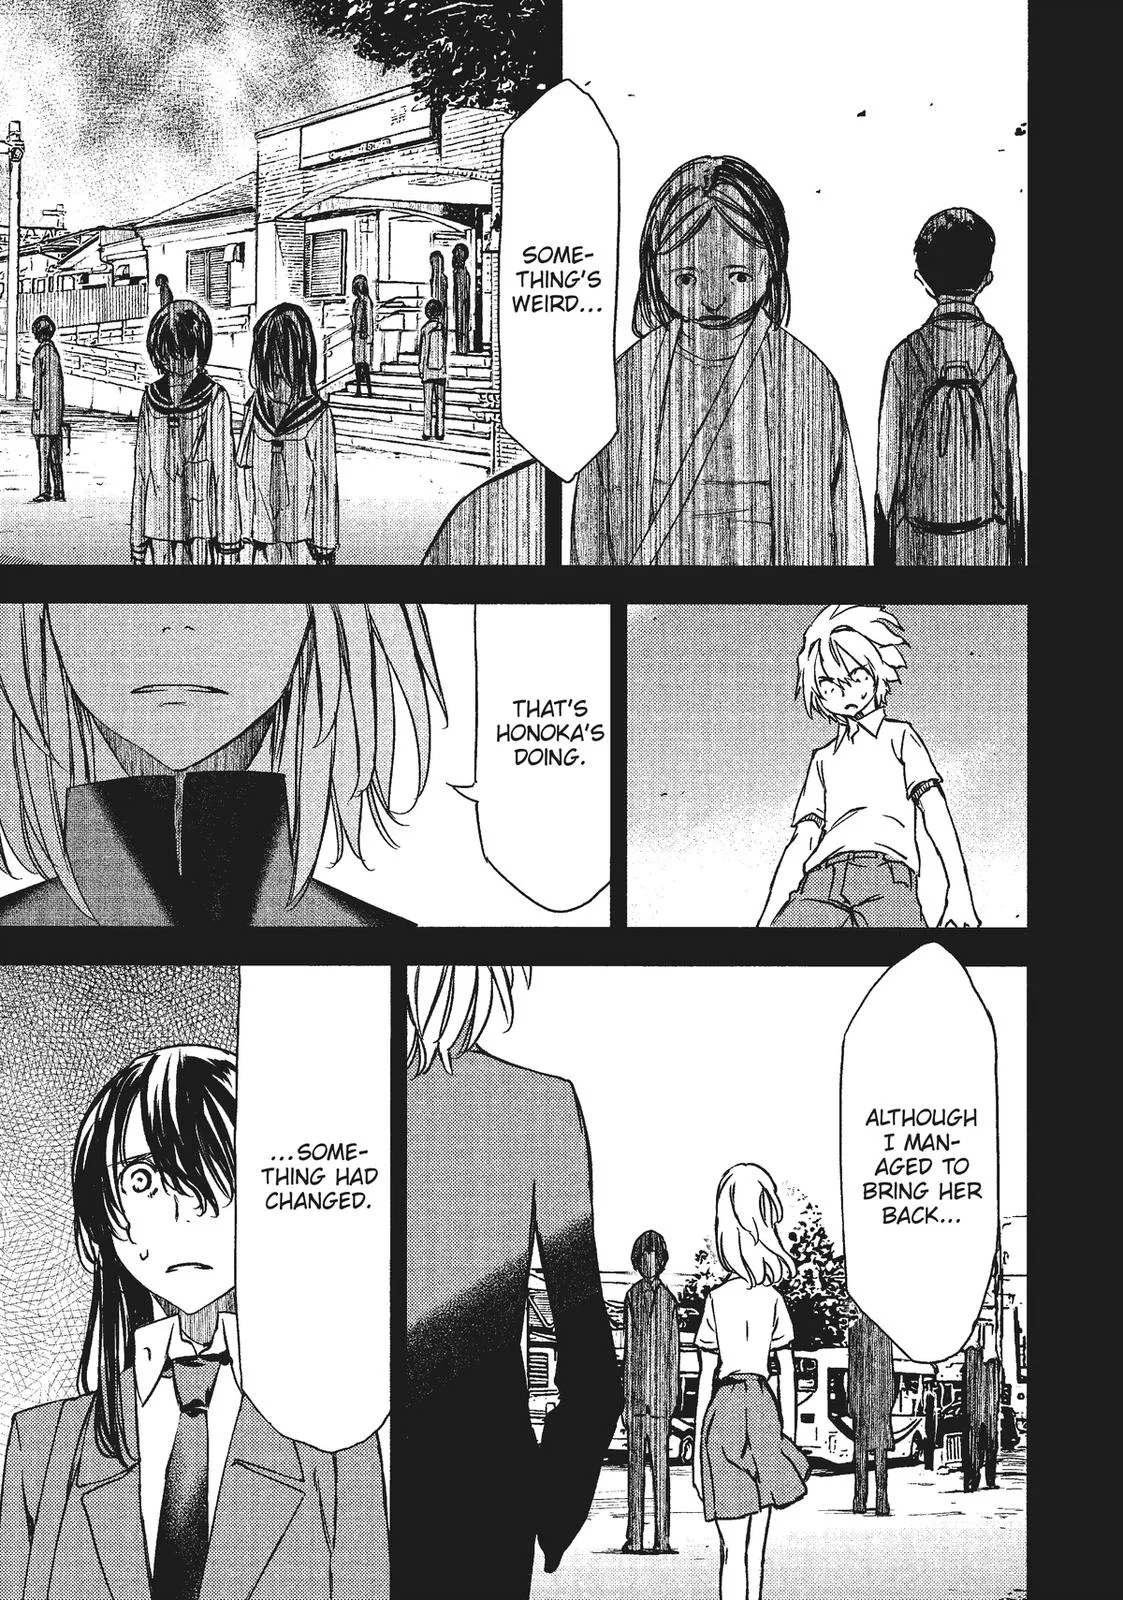 SOME-
THING'S
WEIRD...
THAT'S
HONOKA'S
DOING.
ALTHOUGH
I MAN-
AGED TO
BRING HER
BACK...
...SOME-
THING HAD
CHANGED.